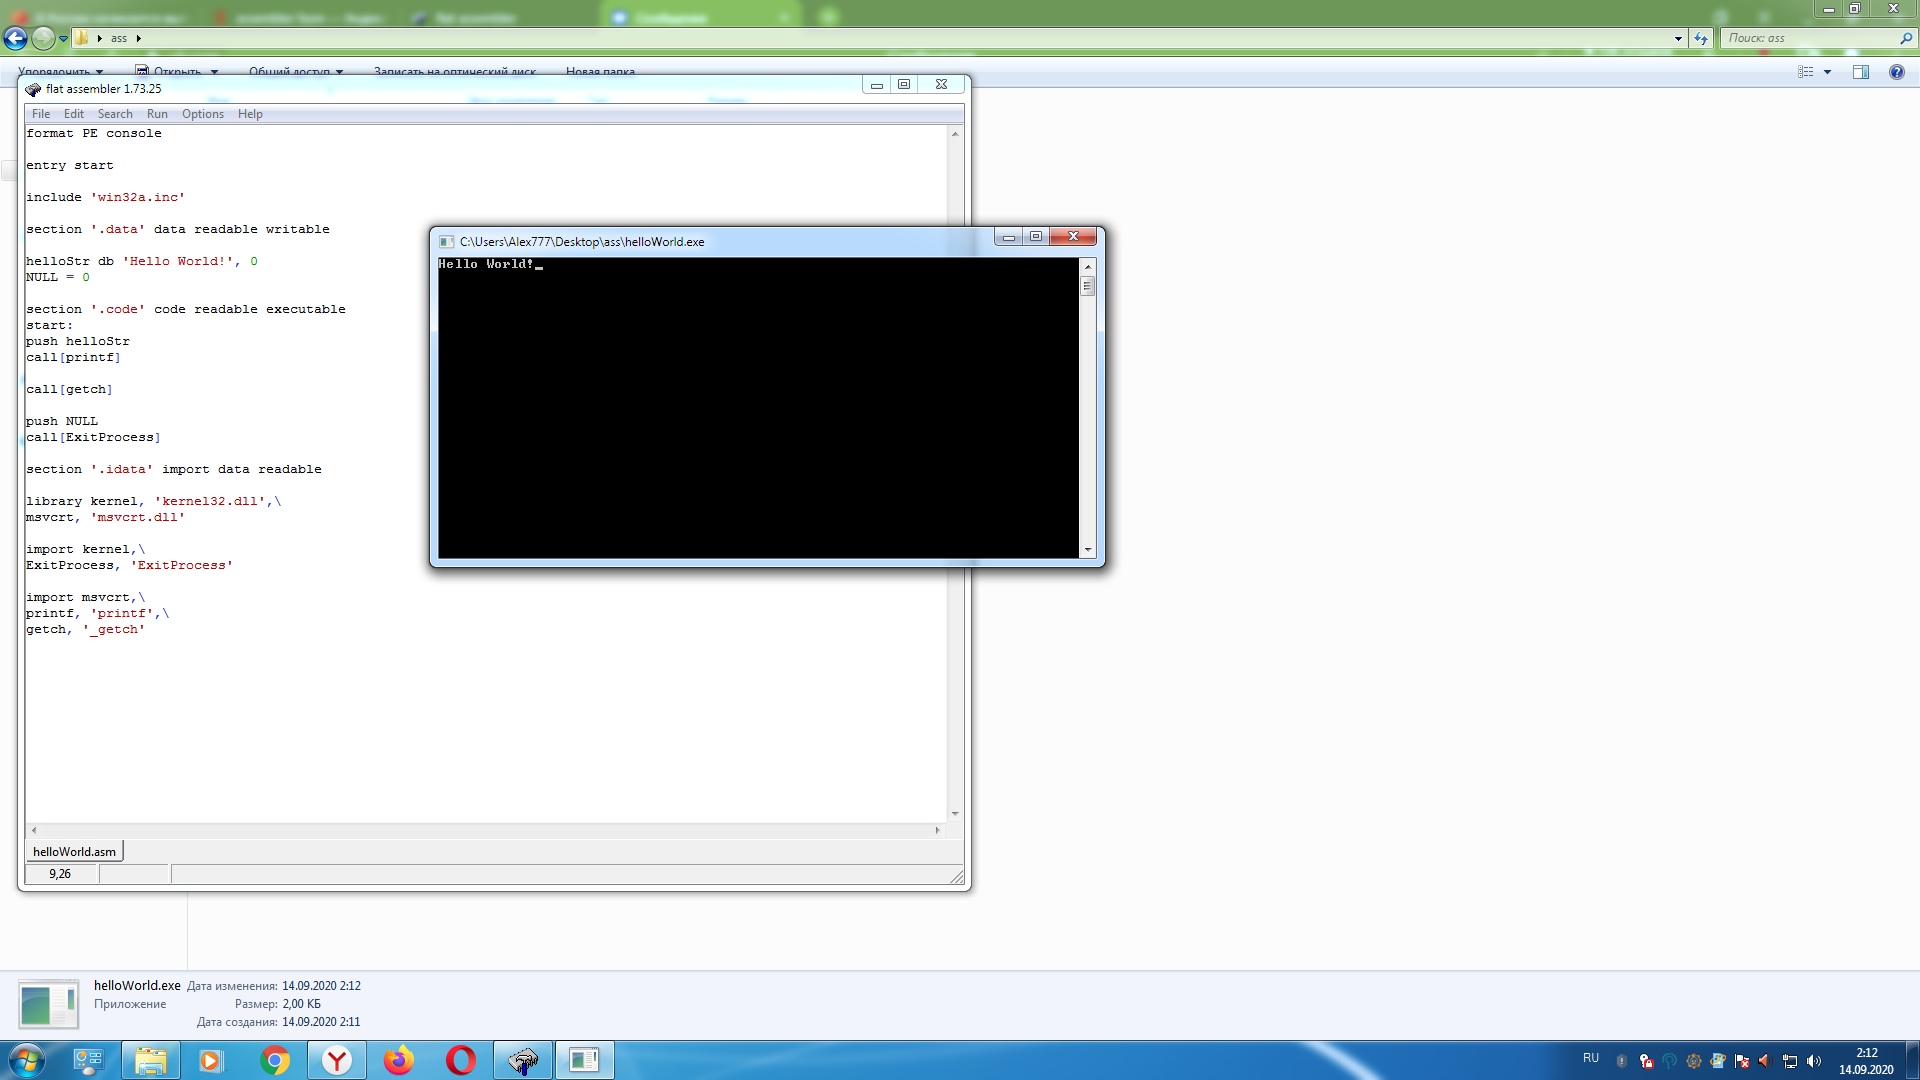 ass
Поиск: ass
Упорядочить
Открыть
Общий доступ
Записать на оптический диск
Новая папка
flat assembler 1.73.25
File Edit Search Run Options Help
format PE console
entry start
include 'win32a.inc'
section '.data' data readable writable
helloStr db 'Hello World!', 0
NULL = 0
section '.code' code readable executable
start:
push helloStr
call[printf]
call[getch]
push NULL
call[ExitProcess]
section '.idata' import data readable
library kernel, 'kernel32.dll',\
msvcrt, 'msvcrt.dll'
import kernel,\
ExitProcess, 'ExitProcess'
import msvcrt,\
printf, 'printf',\
getch, '_getch'
helloWorld.asm
9,26
C:\Users\Alex777\Desktop\ass\helloWorld.exe
Hello World!_
helloWorld.exe Дата изменения: 14.09.2020 2:12
Приложение Размер: 2,00 КБ
Дата создания: 14.09.2020 2:11
RU
2:12
14.09.2020